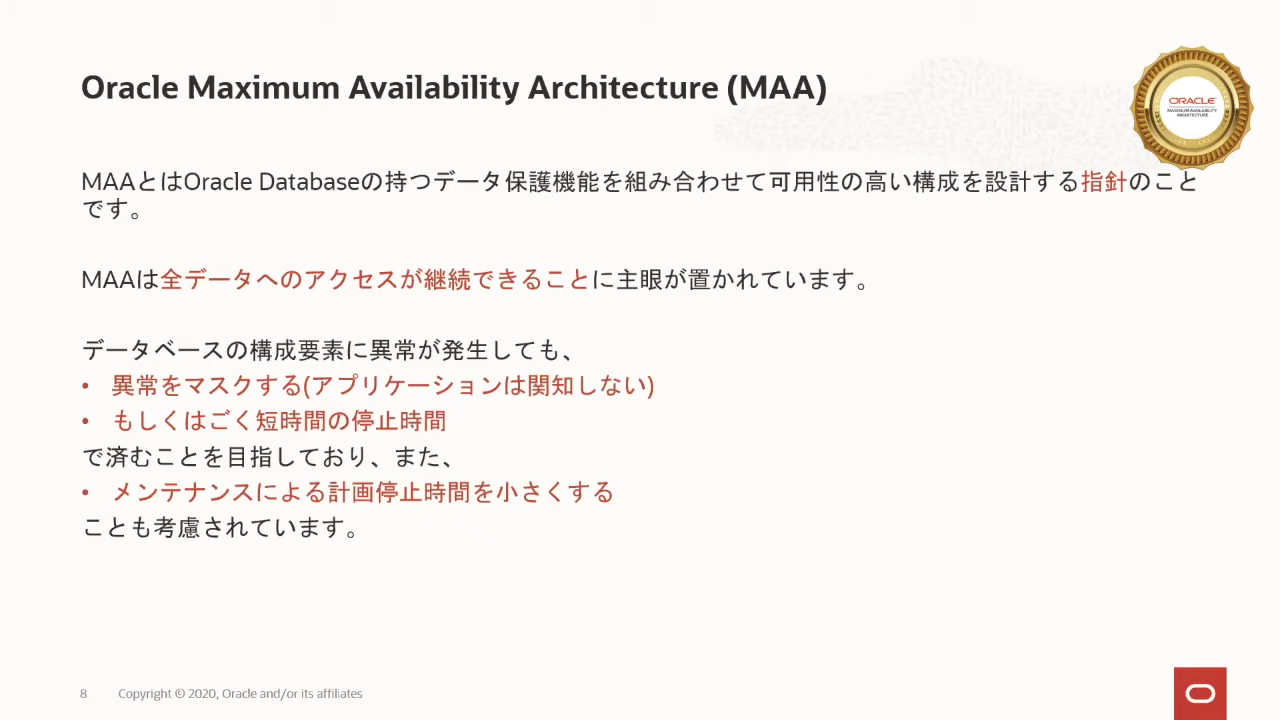 Oracle Maximum Availability Architecture (MAA)
ORACLE
MAXIMUM AVAILABILITY
ARCHITECTURE
MAAとはOracle Databaseの持つデータ保護機能を組み合わせて可用性の高い構成を設計する指針のこと
です。
MAAは全データへのアクセスが継続できることに主眼が置かれています。
データベースの構成要素に異常が発生しても、
• 異常をマスクする(アプリケーションは関知しない)
• もしくはごく短時間の停止時間
で済むことを目指しており、また、
• メンテナンスによる計画停止時間を小さくする
ことも考慮されています。
8 Copyright © 2020, Oracle and/or its affiliates